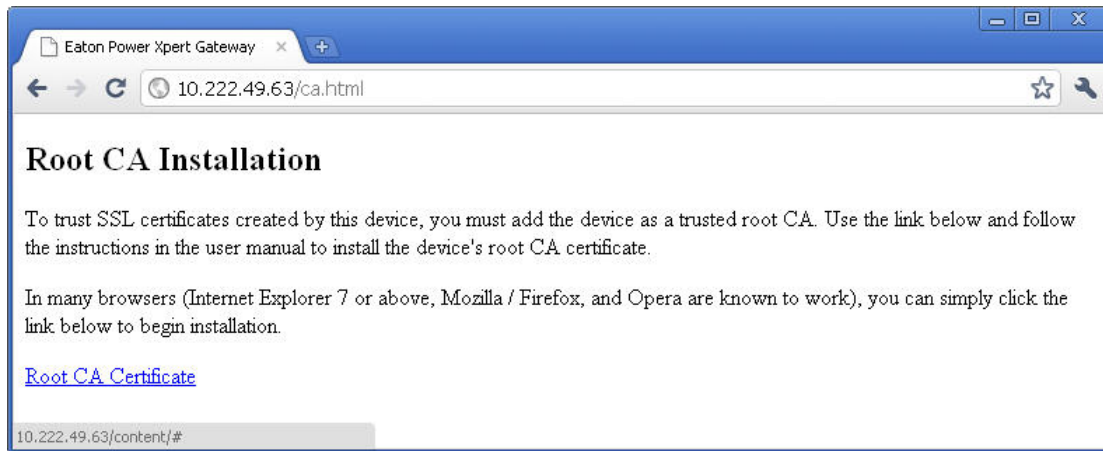 Eaton Power Xpert Gateway
10.222.49.63/ca.html
Root CA Installation
To trust SSL certificates created by this device, you must add the device as a trusted root CA. Use the link below and follow
the instructions in the user manual to install the device's root CA certificate.
In many browsers (Internet Explorer 7 or above, Mozilla / Firefox, and Opera are known to work), you can simply click the
link below to begin installation.
Root CA Certificate
10.222.49.63/content/#